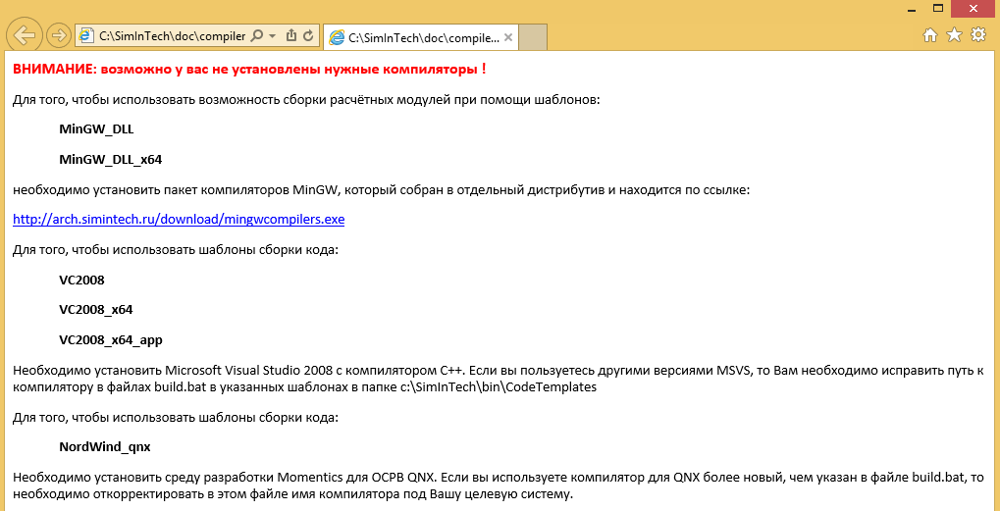 C:\SimInTech\doc\compiler
C:\SimInTech\doc\compile...
ВНИМАНИЕ: возможно у вас не установлены нужные компиляторы !
Для того, чтобы использовать возможность сборки расчётных модулей при помощи шаблонов:
MinGW_DLL
MinGW_DLL_x64
необходимо установить пакет компиляторов MinGW, который собран в отдельный дистрибутив и находится по ссылке:
http://arch.simintech.ru/download/mingwcompilers.exe
Для того, чтобы использовать шаблоны сборки кода:
VC2008
VC2008_x64
VC2008_x64_app
Необходимо установить Microsoft Visual Studio 2008 с компилятором C++. Если вы пользуетесь другими версиями MSVS, то Вам необходимо исправить путь к
компилятору в файлах build.bat в указанных шаблонах в папке c:\SimInTech\bin\CodeTemplates
Для того, чтобы использовать шаблоны сборки кода:
NordWind_qnx
Необходимо установить среду разработки Momentics для ОСРВ QNX. Если вы используете компилятор для QNX более новый, чем указан в файле build.bat, то
необходимо откорректировать в этом файле имя компилятора под Вашу целевую систему.